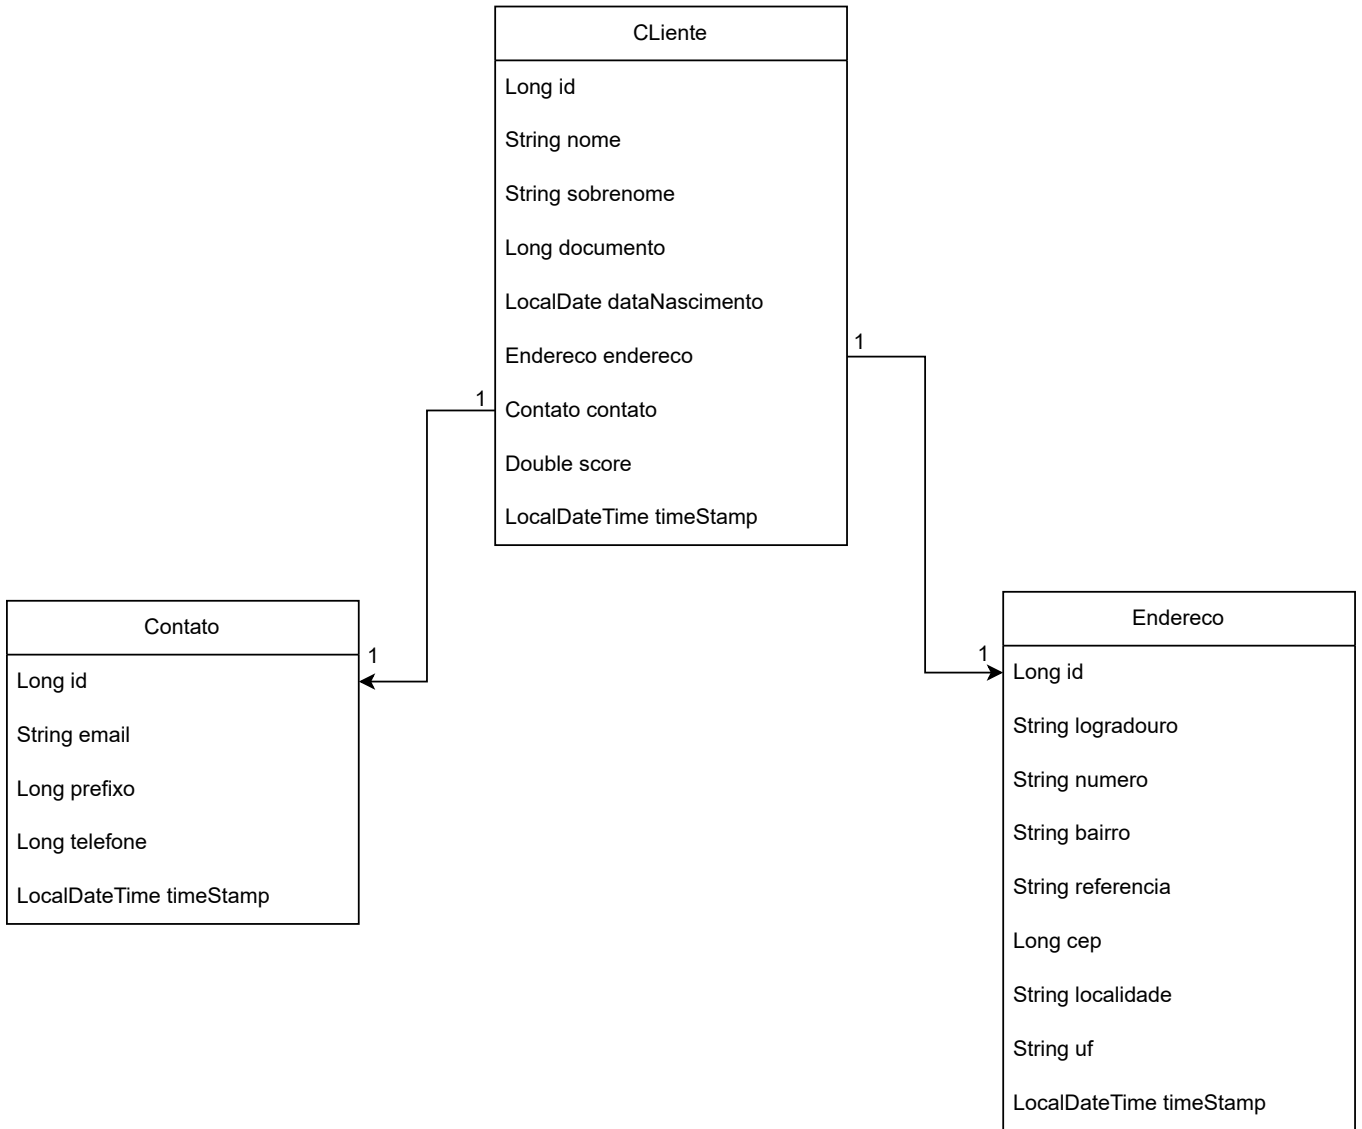 CLiente
Long id
String nome
String sobrenome
Long documento
LocalDate dataNascimento
Endereco endereco
Contato contato
Double score
LocalDateTime timeStamp
1
1
1
1
Contato
Long id
String email
Long prefixo
Long telefone
LocalDateTime timeStamp
Endereco
Long id
String logradouro
String numero
String bairro
String referencia
Long cep
String localidade
String uf
LocalDateTime timeStamp